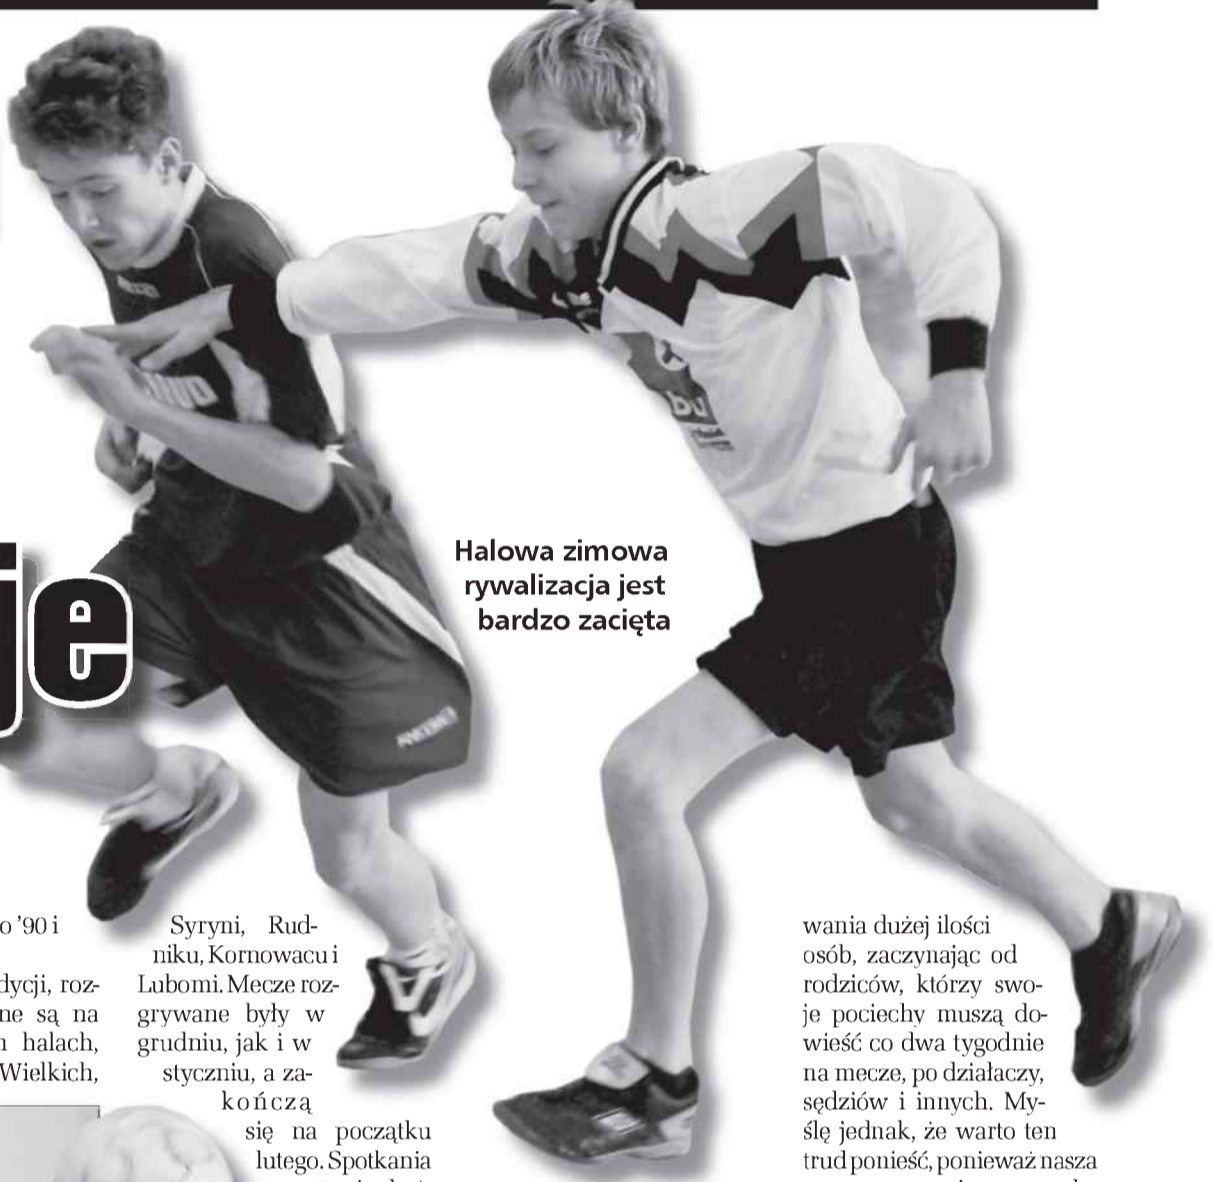 je
Halowa zimowa
rywalizacja jest
bardzo zacięta
o '90 i
dycji, roz-
ne są na
halach,
Wielkich,
Syryni, Rud-
niku, Kornowacu i
Lubomi. Mecze roz-
grywane były w
grudniu, jak i w
styczniu, a za-
kończą
się na początku
lutego. Spotkania
wania dużej ilości
osób, zaczynając od
rodziców, którzy swo-
je pociechy muszą do-
wieść co dwa tygodnie
na mecze, po działaczy,
sędziów i innych. My-
ślę jednak, że warto ten
trud ponieść, ponieważ nasza